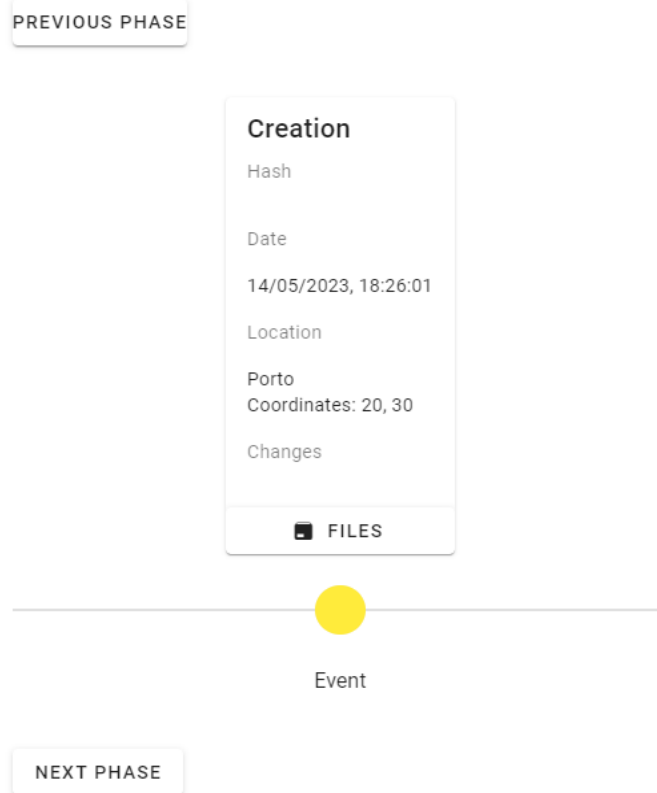 PREVIOUS PHASE
Creation
Hash
Date
14/05/2023, 18:26:01
Location
Porto
Coordinates: 20, 30
Changes
FILES
Event
NEXT PHASE